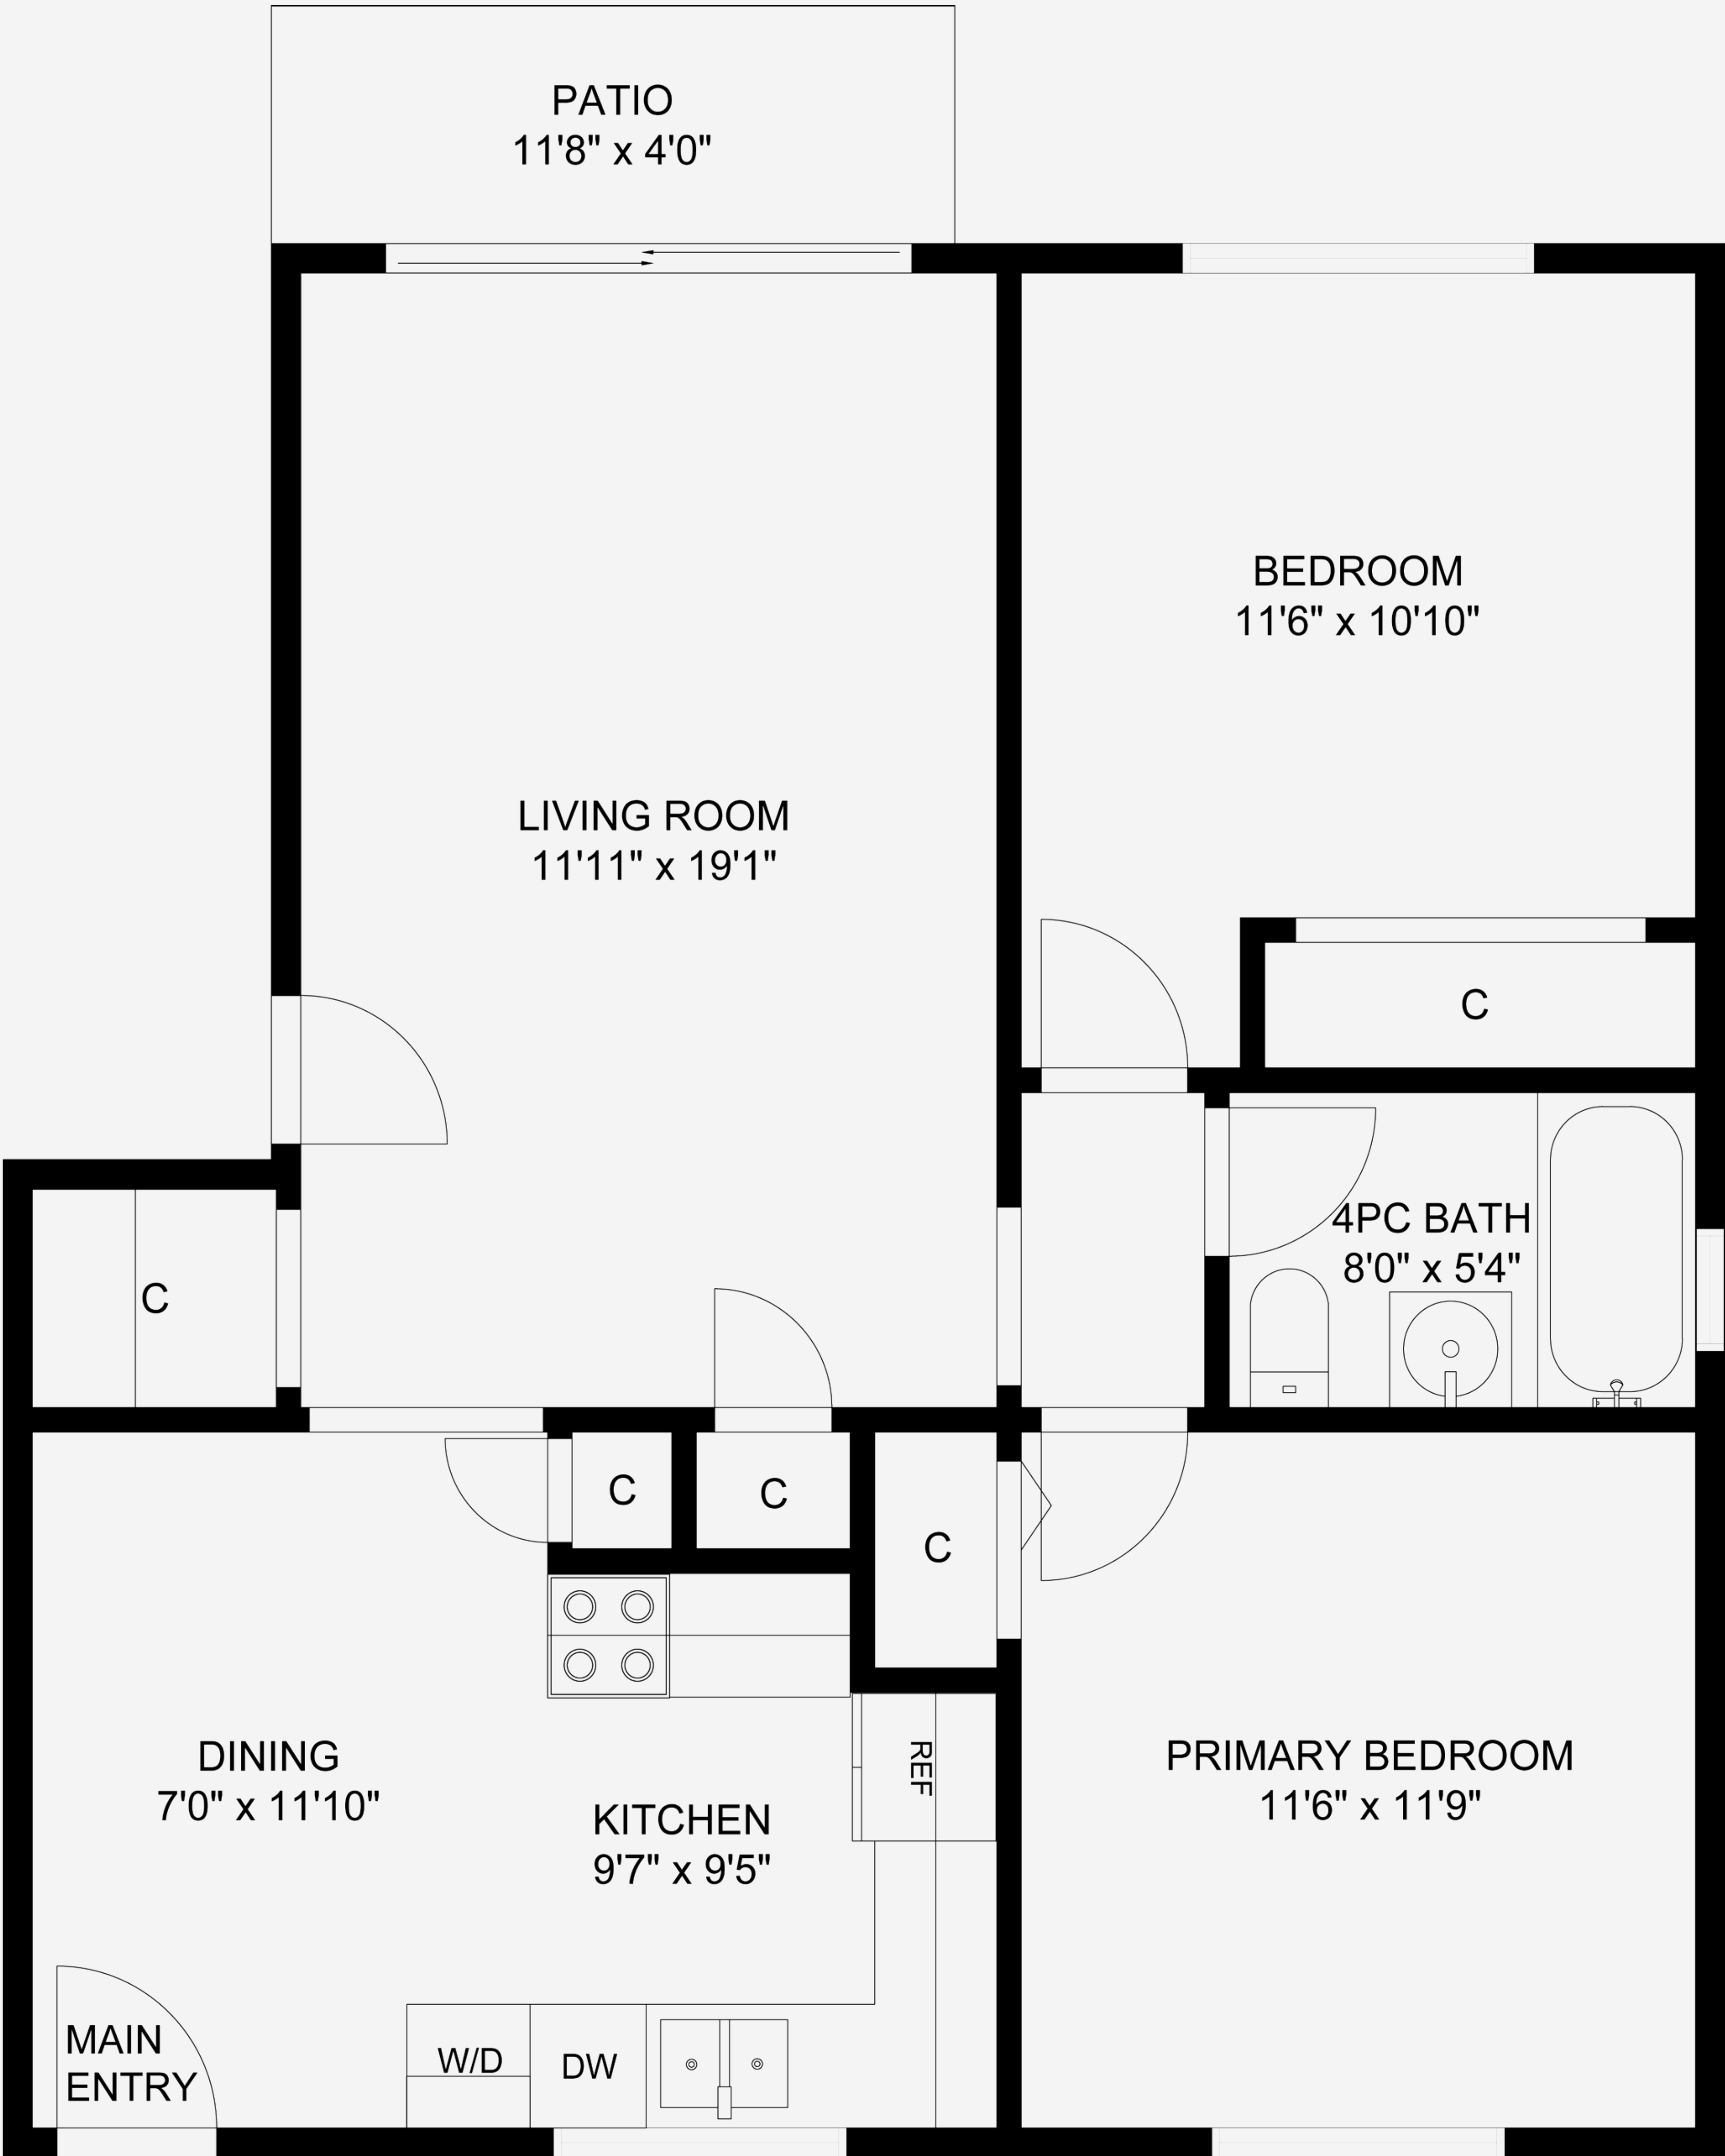 PATIO
11'8" x 4'0"
BEDROOM
11'6" x 10'10"
LIVING ROOM
11'11" x 19'1"
C
4PC BATH
8'0" x 5'4"
C
C
C
C
DINING
7'0" x 11'10"
KITCHEN
9'7" x 9'5"
REF
PRIMARY BEDROOM
11'6" x 11'9"
MAIN
ENTRY
W/D
DW